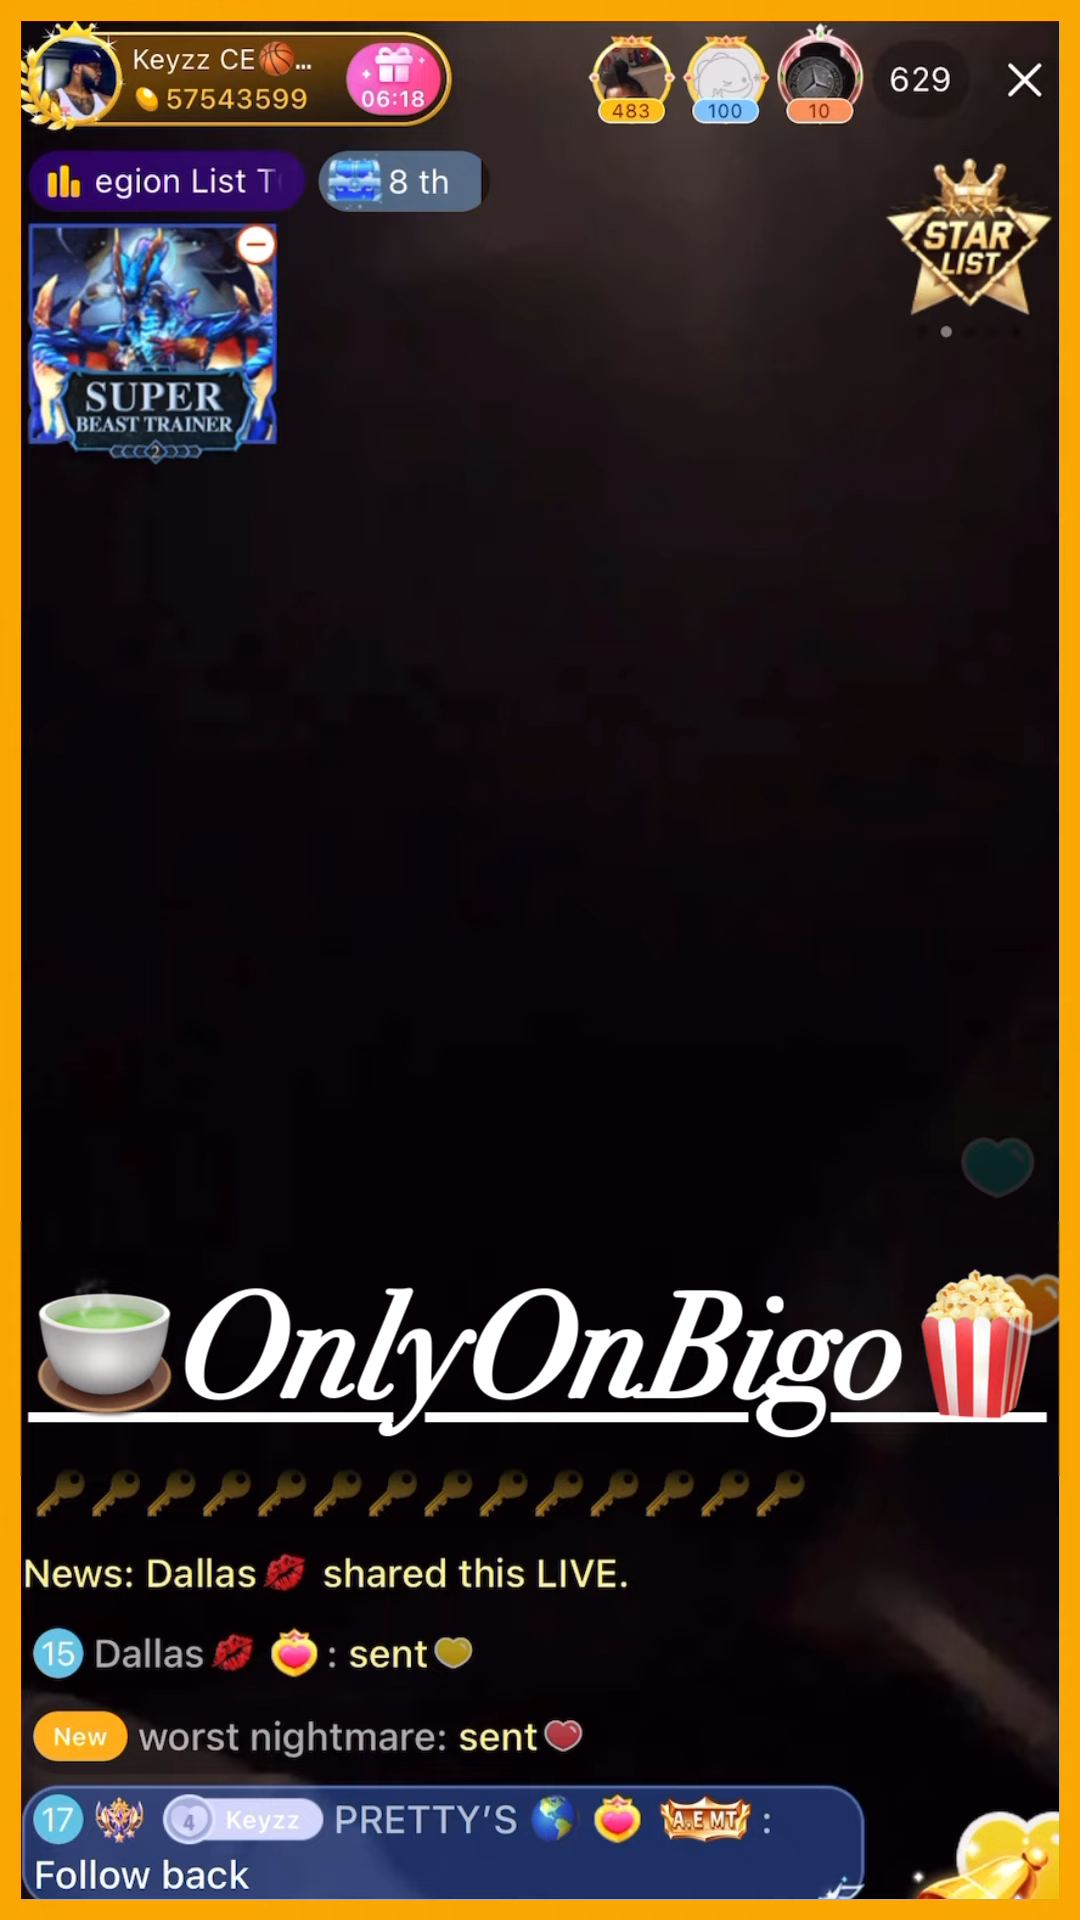 Keyzz CE🏀...
57543599
06:18
483
100
10
629
egion List T
8 th
STAR
LIST
SUPER
BEAST TRAINER
2
🍵OnlyOnBigo🍿
🔑🔑🔑🔑🔑🔑🔑🔑🔑🔑🔑🔑🔑🔑
News: Dallas💋 shared this LIVE.
15 Dallas💋 : sent💛
New worst nightmare: sent❤
17 4 Keyzz PRETTY’S🌎 A.E MT :
Follow back